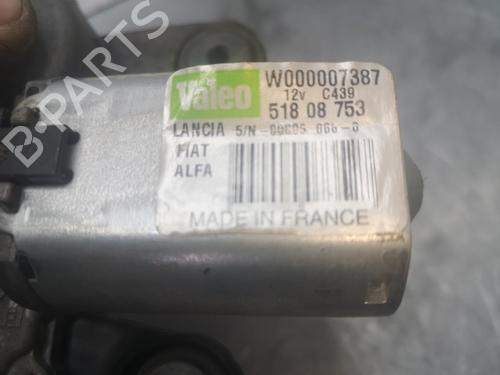 Valeo
W000007387
12v C439
518 08 753
LANCIA
FIAT
ALFA
MADE IN FRANCE
B-PARTS